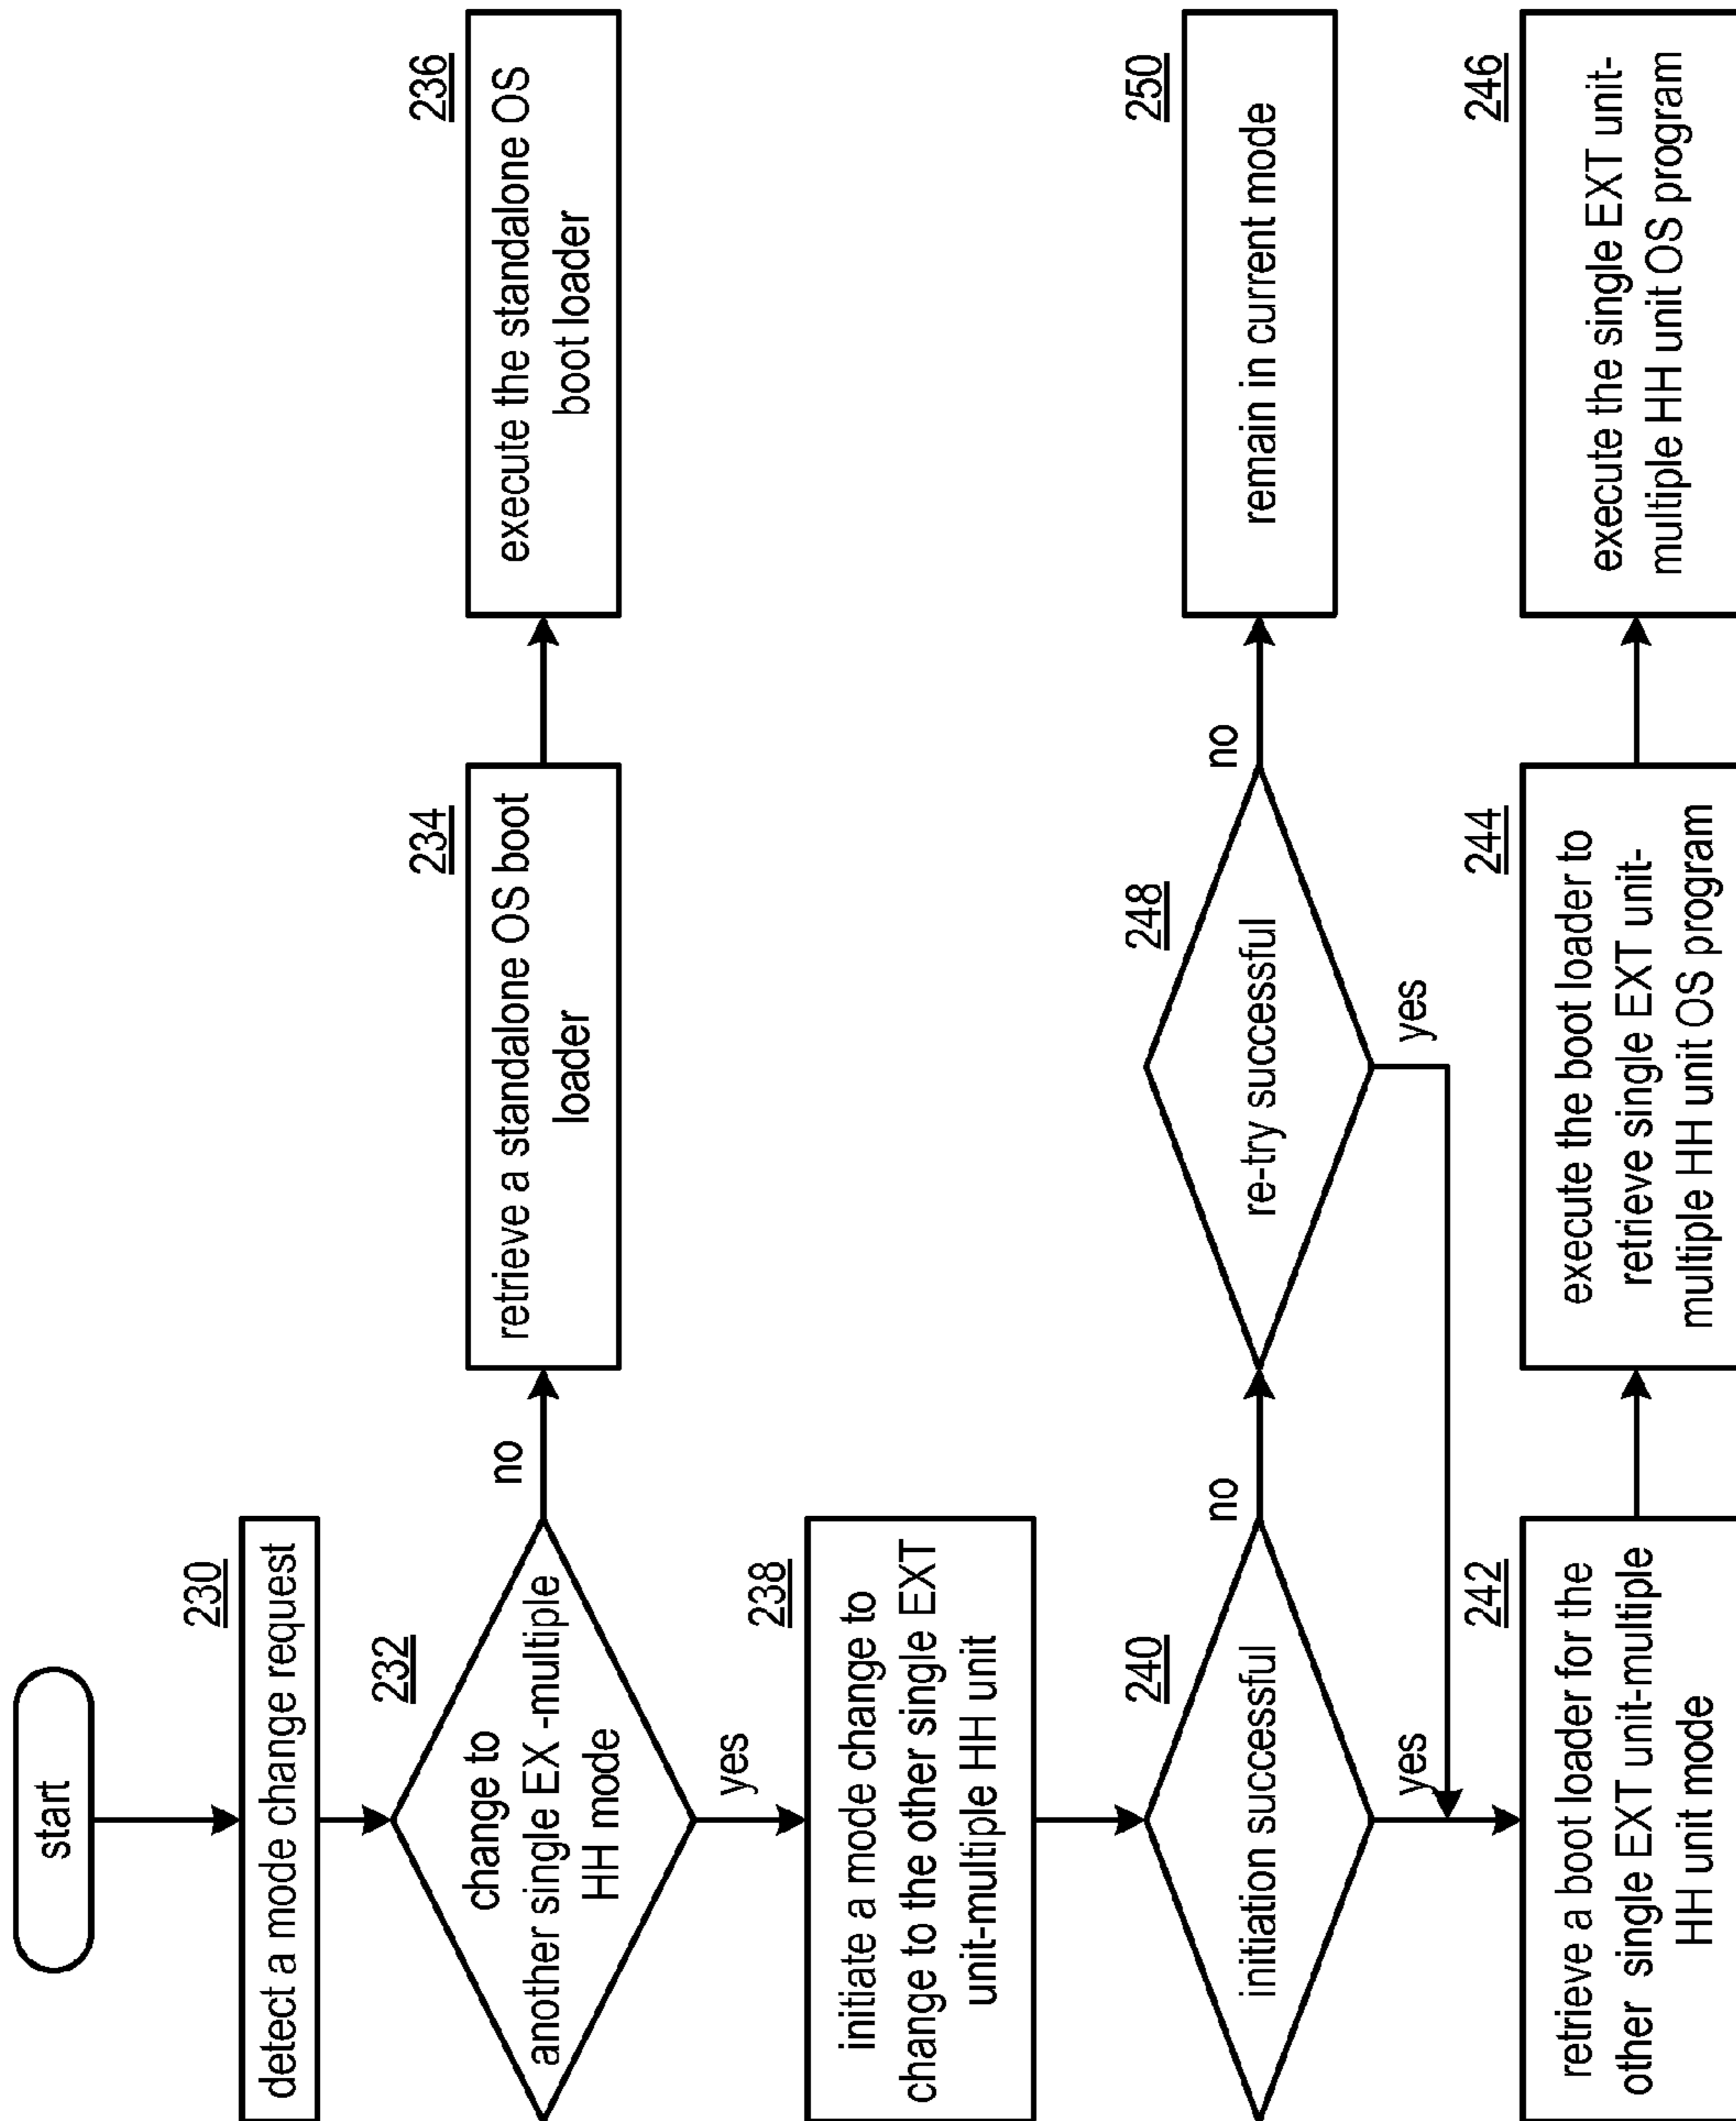 start
230
detect a mode change request
232
change to
another single EX -multiple
HH mode
no
yes
234
retrieve a standalone OS boot
loader
236
execute the standalone OS
boot loader
238
initiate a mode change to
change to the other single EXT
unit-multiple HH unit
240
initiation successful
no
yes
248
re-try successful
no
yes
250
remain in current mode
242
retrieve a boot loader for the
other single EXT unit-multiple
HH unit mode
244
execute the boot loader to
retrieve single EXT unit-
multiple HH unit OS program
246
execute the single EXT unit-
multiple HH unit OS program